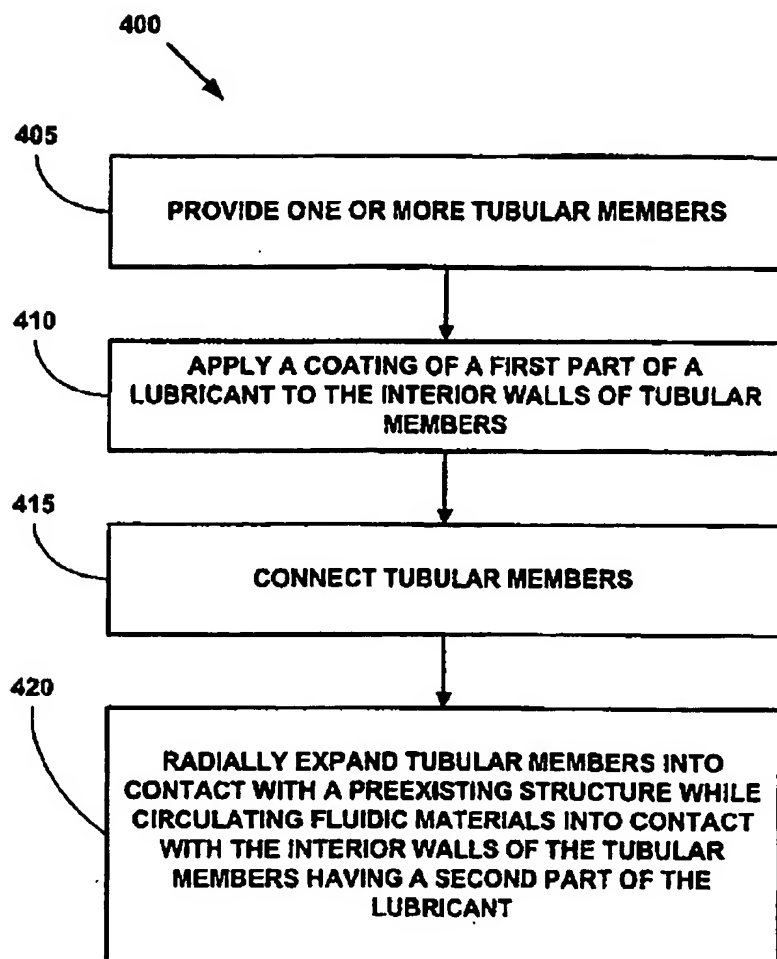 400
405
PROVIDE ONE OR MORE TUBULAR MEMBERS
410
APPLY A COATING OF A FIRST PART OF A
LUBRICANT TO THE INTERIOR WALLS OF TUBULAR
MEMBERS
415
CONNECT TUBULAR MEMBERS
420
RADIALLY EXPAND TUBULAR MEMBERS INTO
CONTACT WITH A PREEXISTING STRUCTURE WHILE
CIRCULATING FLUIDIC MATERIALS INTO CONTACT
WITH THE INTERIOR WALLS OF THE TUBULAR
MEMBERS HAVING A SECOND PART OF THE
LUBRICANT